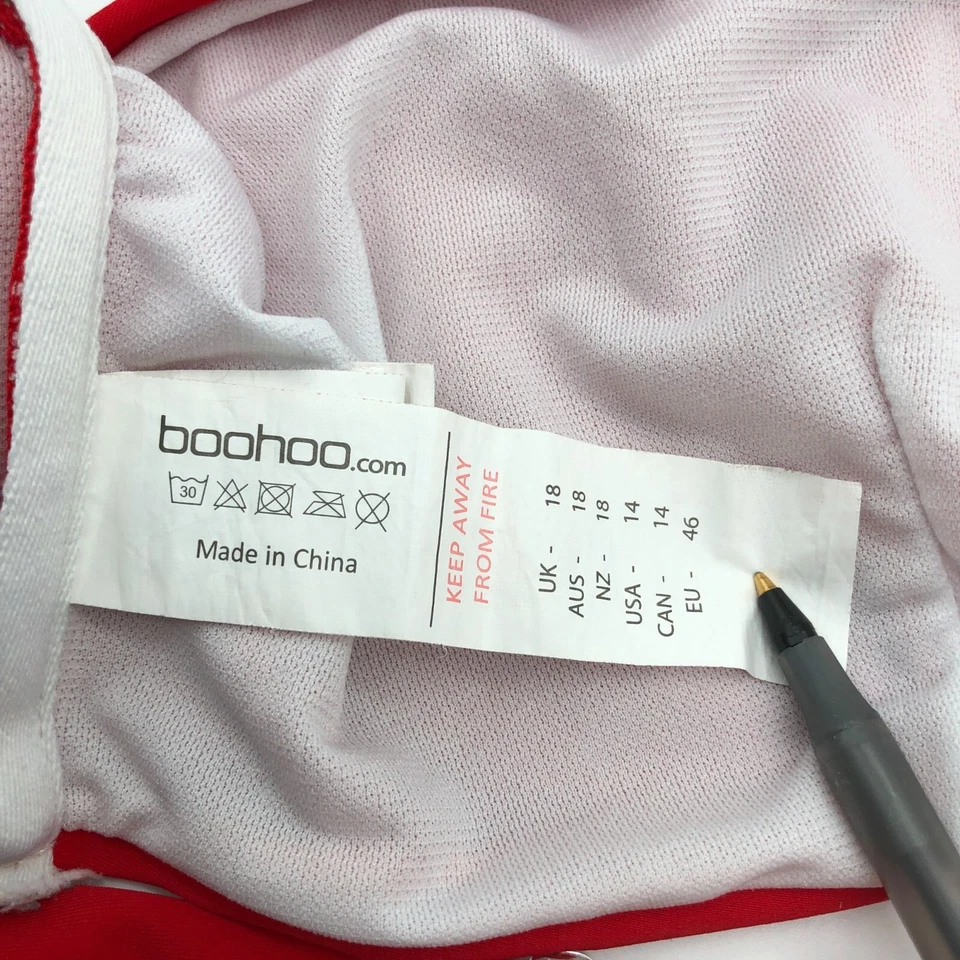 boohoo.com
30
Made in China
KEEP AWAY
FROM FIRE
UK - 18
AUS - 18
NZ - 18
USA - 14
CAN - 14
EU - 46